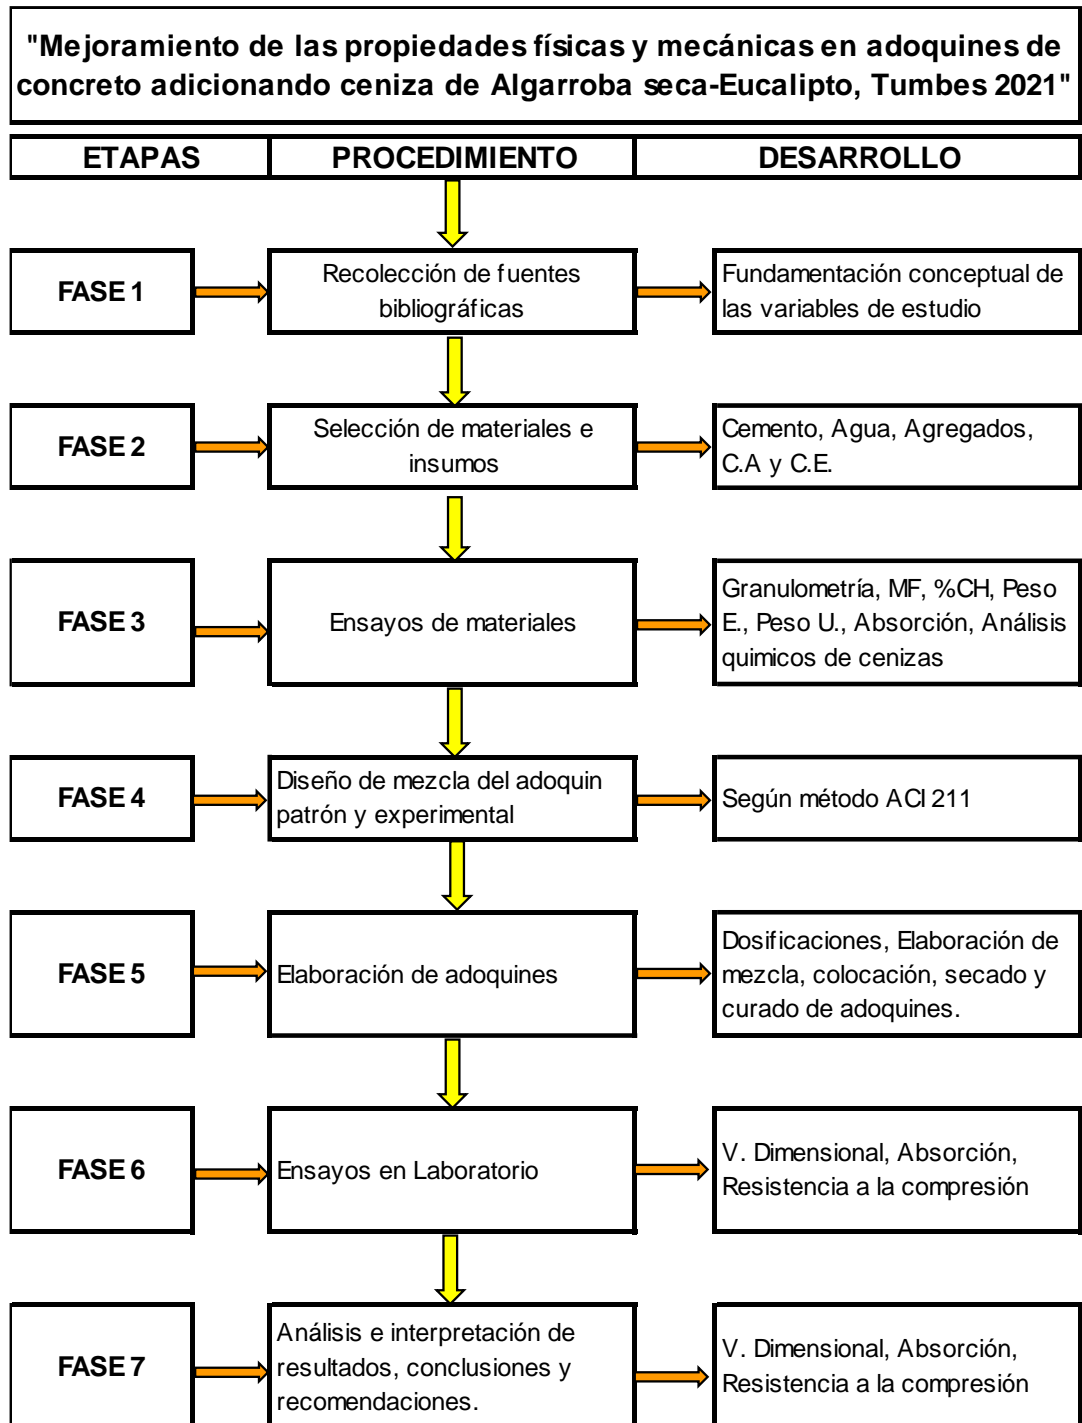 "Mejoramiento de las propiedades físicas y mecánicas en adoquines de
concreto adicionando ceniza de Algarroba seca-Eucalipto, Tumbes 2021"
ETAPAS
PROCEDIMIENTO
DESARROLLO
FASE 1
Recolección de fuentes
bibliográficas
Fundamentación conceptual de
las variables de estudio
FASE 2
Selección de materiales e
insumos
Cemento, Agua, Agregados,
C.A y C.E.
FASE 3
Ensayos de materiales
Granulometría, MF, %CH, Peso
E., Peso U., Absorción, Análisis
quimicos de cenizas
FASE 4
Diseño de mezcla del adoquin
patrón y experimental
Según método ACI 211
FASE 5
Elaboración de adoquines
Dosificaciones, Elaboración de
mezcla, colocación, secado y
curado de adoquines.
FASE 6
Ensayos en Laboratorio
V. Dimensional, Absorción,
Resistencia a la compresión
FASE 7
Análisis e interpretación de
resultados, conclusiones y
recomendaciones.
V. Dimensional, Absorción,
Resistencia a la compresión